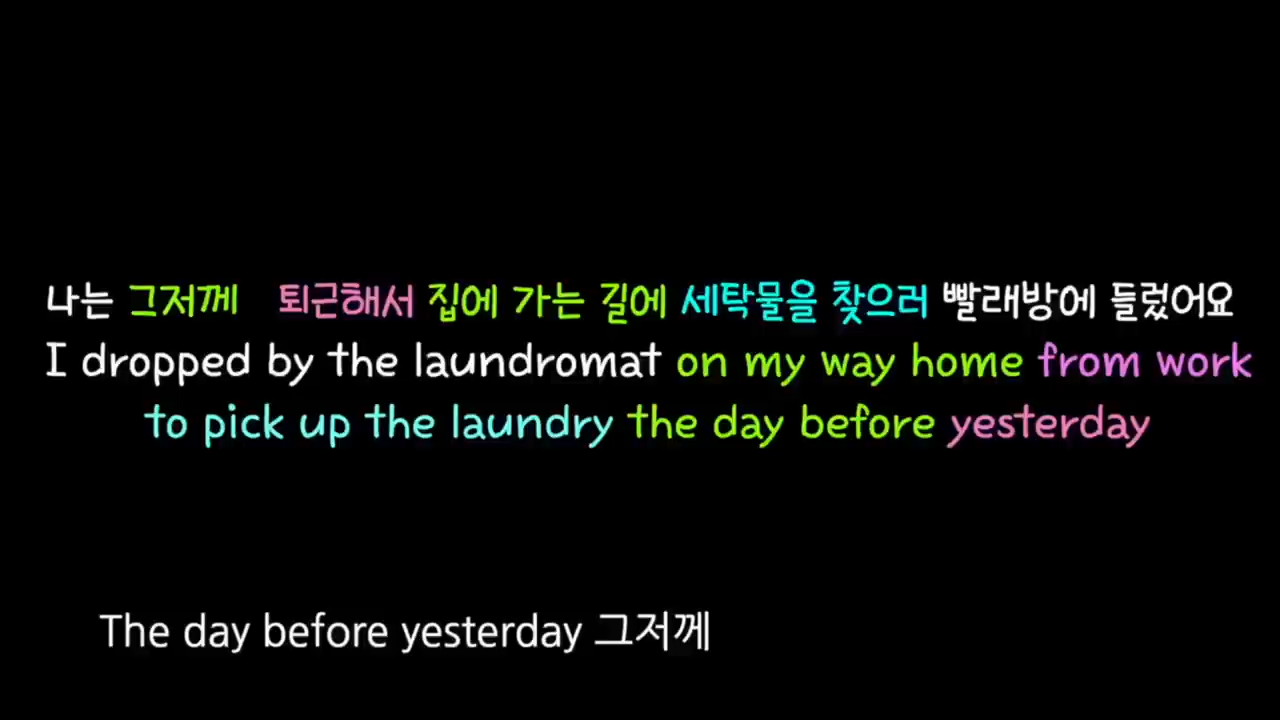 나는 그저께 퇴근해서 집에 가는 길에 세탁물을 찾으러 빨래방에 들렀어요
I dropped by the laundromat on my way home from work
to pick up the laundry the day before yesterday
The day before yesterday 그저께